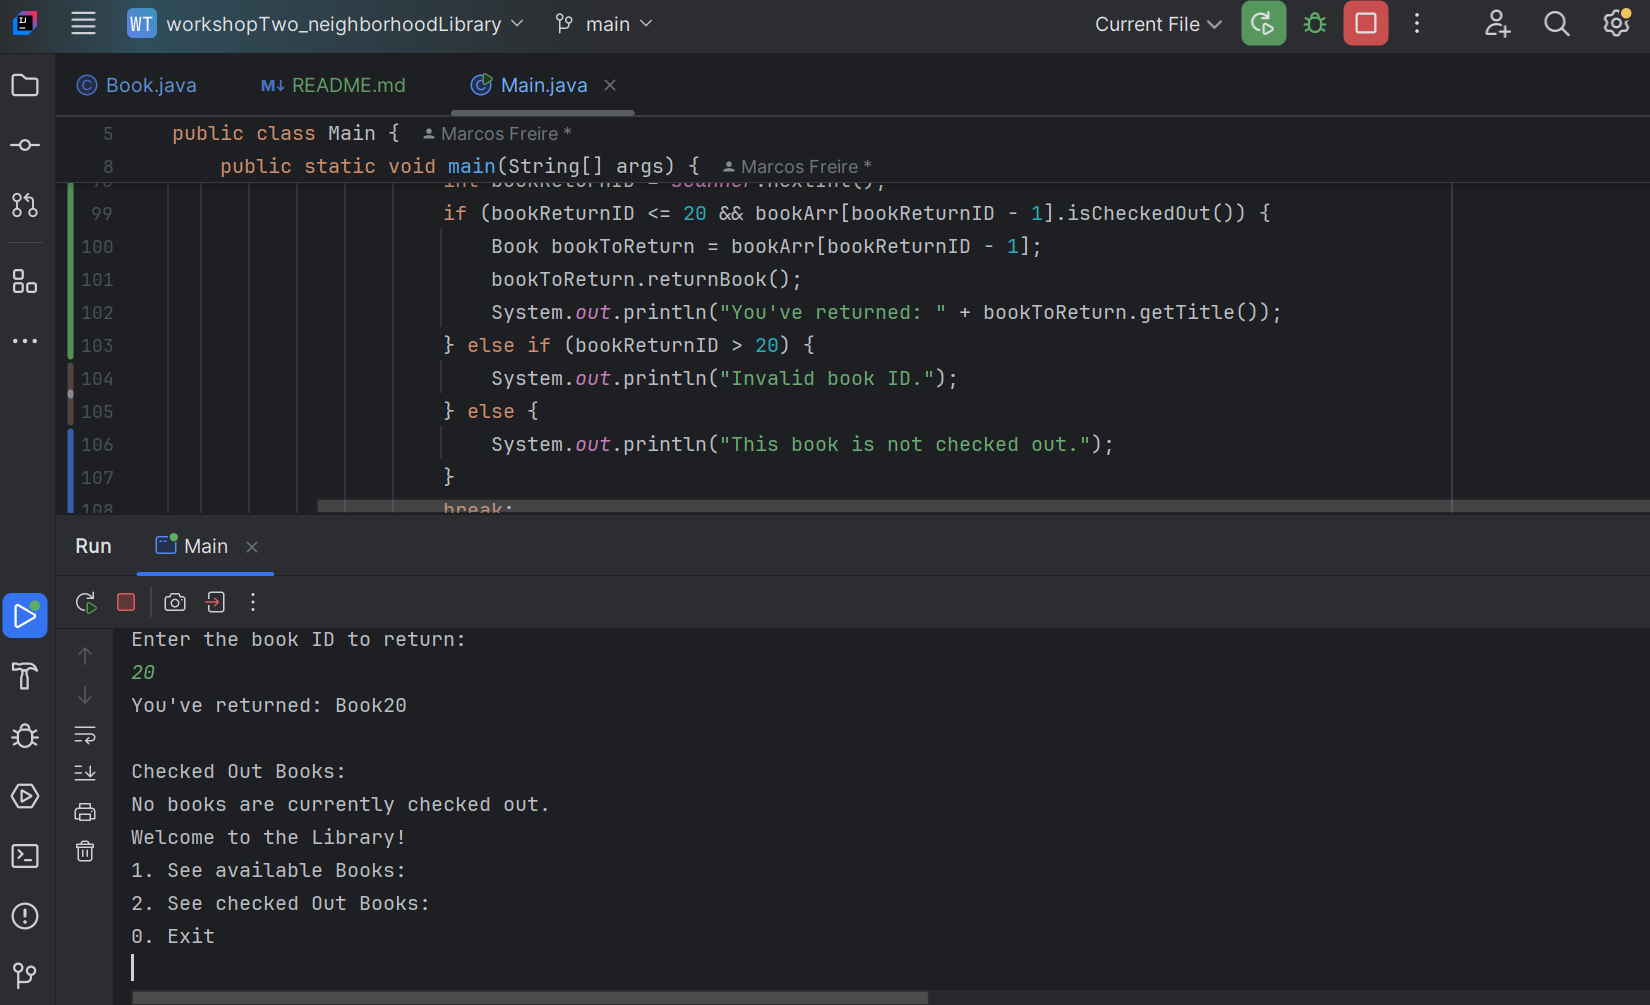 WT workshopTwo_neighborhoodLibrary main Current File
Book.java README.md Main.java
5 public class Main { Marcos Freire *
8 public static void main(String[] args) { Marcos Freire *
int bookReturnID = scanner.nextInt();
99 if (bookReturnID <= 20 && bookArr[bookReturnID - 1].isCheckedOut()) {
100 Book bookToReturn = bookArr[bookReturnID - 1];
101 bookToReturn.returnBook();
102 System.out.println("You've returned: " + bookToReturn.getTitle());
103 } else if (bookReturnID > 20) {
104 System.out.println("Invalid book ID.");
105 } else {
106 System.out.println("This book is not checked out.");
107 }
108 break;
Run Main
Enter the book ID to return:
20
You've returned: Book20
Checked Out Books:
No books are currently checked out.
Welcome to the Library!
1. See available Books:
2. See checked Out Books:
0. Exit